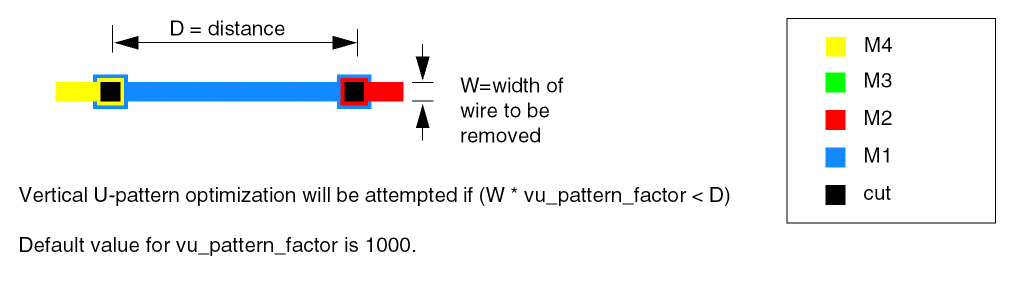 D = distance
W=width of
wire to be
removed
M4
M3
M2
M1
cut
Vertical U-pattern optimization will be attempted if (W * vu_pattern_factor < D)
Default value for vu_pattern_factor is 1000.